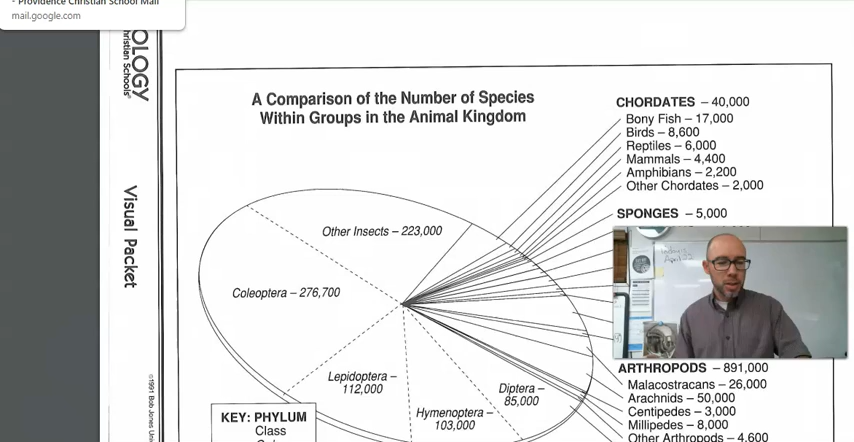 - Providence Christian School Mail
mail.google.com
OLOGY
hristian Schools®
Visual Packet
©1991 Bob Jones Uni
A Comparison of the Number of Species
Within Groups in the Animal Kingdom
CHORDATES – 40,000
Bony Fish – 17,000
Birds – 8,600
Reptiles – 6,000
Mammals – 4,400
Amphibians – 2,200
Other Chordates – 2,000
SPONGES – 5,000
Other Insects – 223,000
Coleoptera – 276,700
Lepidoptera –
112,000
Hymenoptera –
103,000
Diptera –
85,000
ARTHROPODS – 891,000
Malacostracans – 26,000
Arachnids – 50,000
Centipedes – 3,000
Millipedes – 8,000
Other Arthropods – 4,600
KEY: PHYLUM
Class